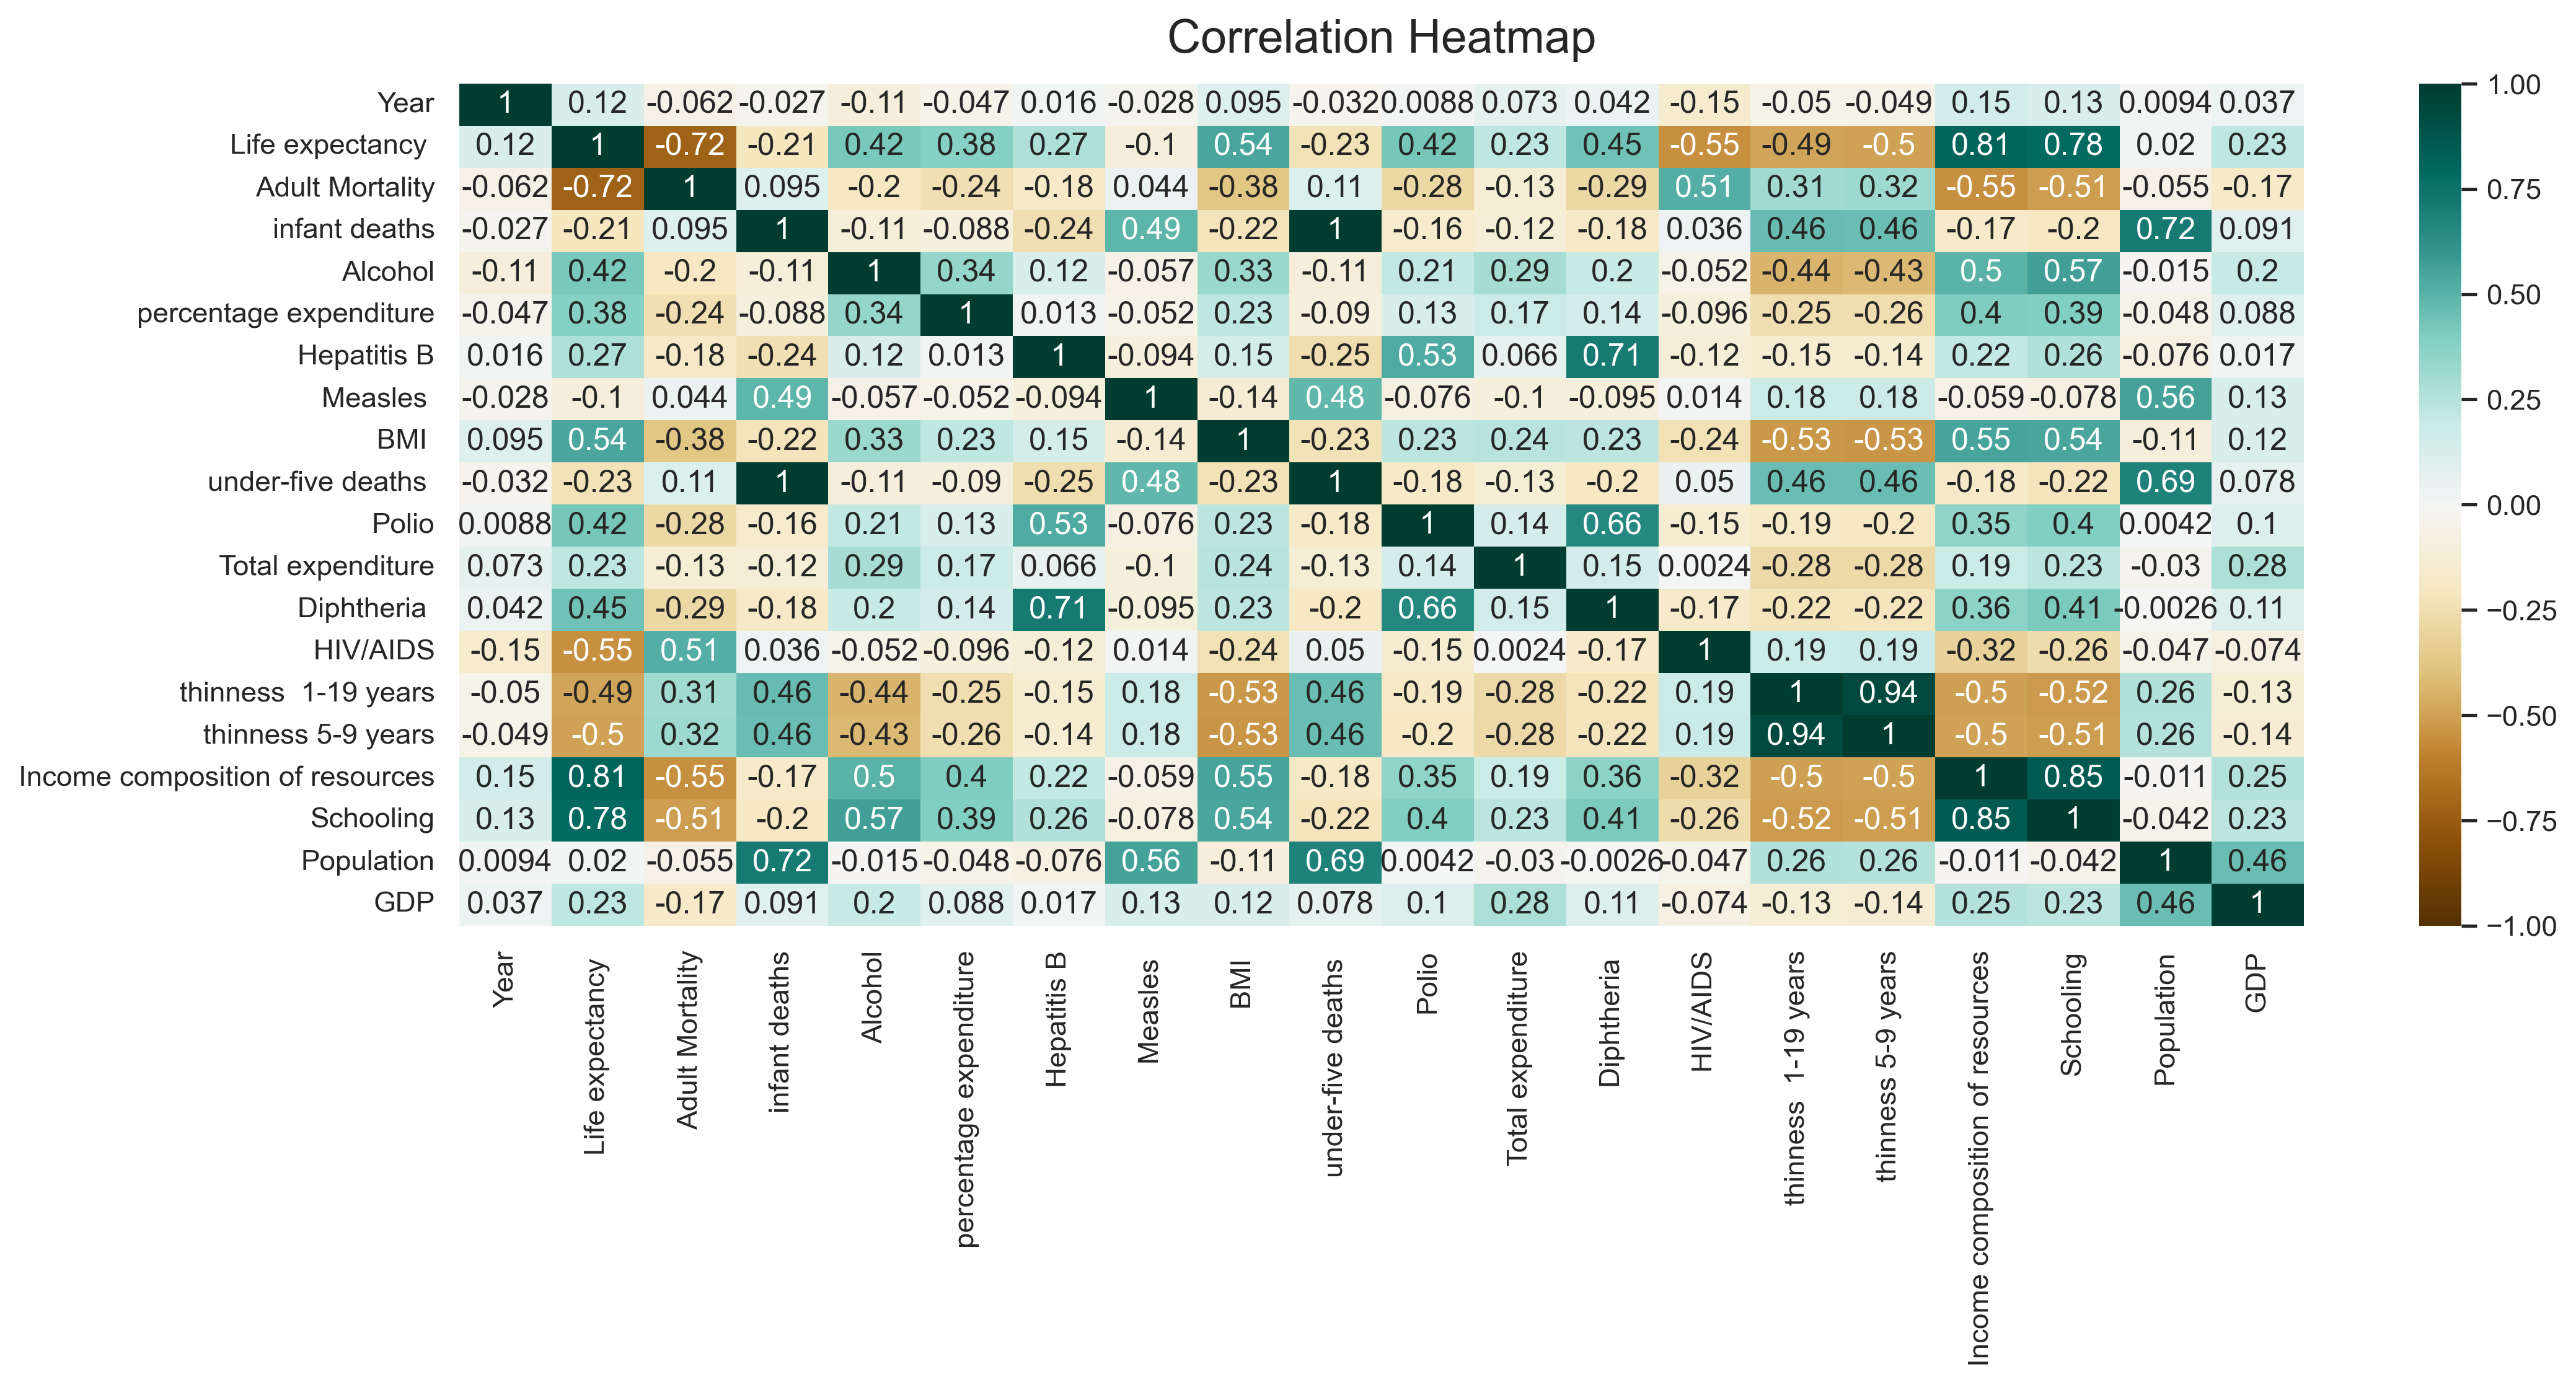 Correlation Heatmap
Year 1 0.12 -0.062 -0.027 -0.11 -0.047 0.016 -0.028 0.095 -0.032 0.0088 0.073 0.042 -0.15 -0.05 -0.049 0.15 0.13 0.0094 0.037
Life expectancy 0.12 1 -0.72 -0.21 0.42 0.38 0.27 -0.1 0.54 -0.23 0.42 0.23 0.45 -0.55 -0.49 -0.5 0.81 0.78 0.02 0.23
Adult Mortality -0.062 -0.72 1 0.095 -0.2 -0.24 -0.18 0.044 -0.38 0.11 -0.28 -0.13 -0.29 0.51 0.31 0.32 -0.55 -0.51 -0.055 -0.17
infant deaths -0.027 -0.21 0.095 1 -0.11 -0.088 -0.24 0.49 -0.22 1 -0.16 -0.12 -0.18 0.036 0.46 0.46 -0.17 -0.2 0.72 0.091
Alcohol -0.11 0.42 -0.2 -0.11 1 0.34 0.12 -0.057 0.33 -0.11 0.21 0.29 0.2 -0.052 -0.44 -0.43 0.5 0.57 -0.015 0.2
percentage expenditure -0.047 0.38 -0.24 -0.088 0.34 1 0.013 -0.052 0.23 -0.09 0.13 0.17 0.14 -0.096 -0.25 -0.26 0.4 0.39 -0.048 0.088
Hepatitis B 0.016 0.27 -0.18 -0.24 0.12 0.013 1 -0.094 0.15 -0.25 0.53 0.066 0.71 -0.12 -0.15 -0.14 0.22 0.26 -0.076 0.017
Measles -0.028 -0.1 0.044 0.49 -0.057 -0.052 -0.094 1 -0.14 0.48 -0.076 -0.1 -0.095 0.014 0.18 0.18 -0.059 -0.078 0.56 0.13
BMI 0.095 0.54 -0.38 -0.22 0.33 0.23 0.15 -0.14 1 -0.23 0.23 0.24 0.23 -0.24 -0.53 -0.53 0.55 0.54 -0.11 0.12
under-five deaths -0.032 -0.23 0.11 1 -0.11 -0.09 -0.25 0.48 -0.23 1 -0.18 -0.13 -0.2 0.05 0.46 0.46 -0.18 -0.22 0.69 0.078
Polio 0.0088 0.42 -0.28 -0.16 0.21 0.13 0.53 -0.076 0.23 -0.18 1 0.14 0.66 -0.15 -0.19 -0.2 0.35 0.4 0.0042 0.1
Total expenditure 0.073 0.23 -0.13 -0.12 0.29 0.17 0.066 -0.1 0.24 -0.13 0.14 1 0.15 0.0024 -0.28 -0.28 0.19 0.23 -0.03 0.28
Diphtheria 0.042 0.45 -0.29 -0.18 0.2 0.14 0.71 -0.095 0.23 -0.2 0.66 0.15 1 -0.17 -0.22 -0.22 0.36 0.41 -0.0026 0.11
HIV/AIDS -0.15 -0.55 0.51 0.036 -0.052 -0.096 -0.12 0.014 -0.24 0.05 -0.15 0.0024 -0.17 1 0.19 0.19 -0.32 -0.26 -0.047 -0.074
thinness 1-19 years -0.05 -0.49 0.31 0.46 -0.44 -0.25 -0.15 0.18 -0.53 0.46 -0.19 -0.28 -0.22 0.19 1 0.94 -0.5 -0.52 0.26 -0.13
thinness 5-9 years -0.049 -0.5 0.32 0.46 -0.43 -0.26 -0.14 0.18 -0.53 0.46 -0.2 -0.28 -0.22 0.19 0.94 1 -0.5 -0.51 0.26 -0.14
Income composition of resources 0.15 0.81 -0.55 -0.17 0.5 0.4 0.22 -0.059 0.55 -0.18 0.35 0.19 0.36 -0.32 -0.5 -0.5 1 0.85 -0.011 0.25
Schooling 0.13 0.78 -0.51 -0.2 0.57 0.39 0.26 -0.078 0.54 -0.22 0.4 0.23 0.41 -0.26 -0.52 -0.51 0.85 1 -0.042 0.23
Population 0.0094 0.02 -0.055 0.72 -0.015 -0.048 -0.076 0.56 -0.11 0.69 0.0042 -0.03 -0.0026 -0.047 0.26 0.26 -0.011 -0.042 1 0.46
GDP 0.037 0.23 -0.17 0.091 0.2 0.088 0.017 0.13 0.12 0.078 0.1 0.28 0.11 -0.074 -0.13 -0.14 0.25 0.23 0.46 1
Year
Life expectancy
Adult Mortality
infant deaths
Alcohol
percentage expenditure
Hepatitis B
Measles
BMI
under-five deaths
Polio
Total expenditure
Diphtheria
HIV/AIDS
thinness 1-19 years
thinness 5-9 years
Income composition of resources
Schooling
Population
GDP
1.00
0.75
0.50
0.25
0.00
−0.25
−0.50
−0.75
−1.00